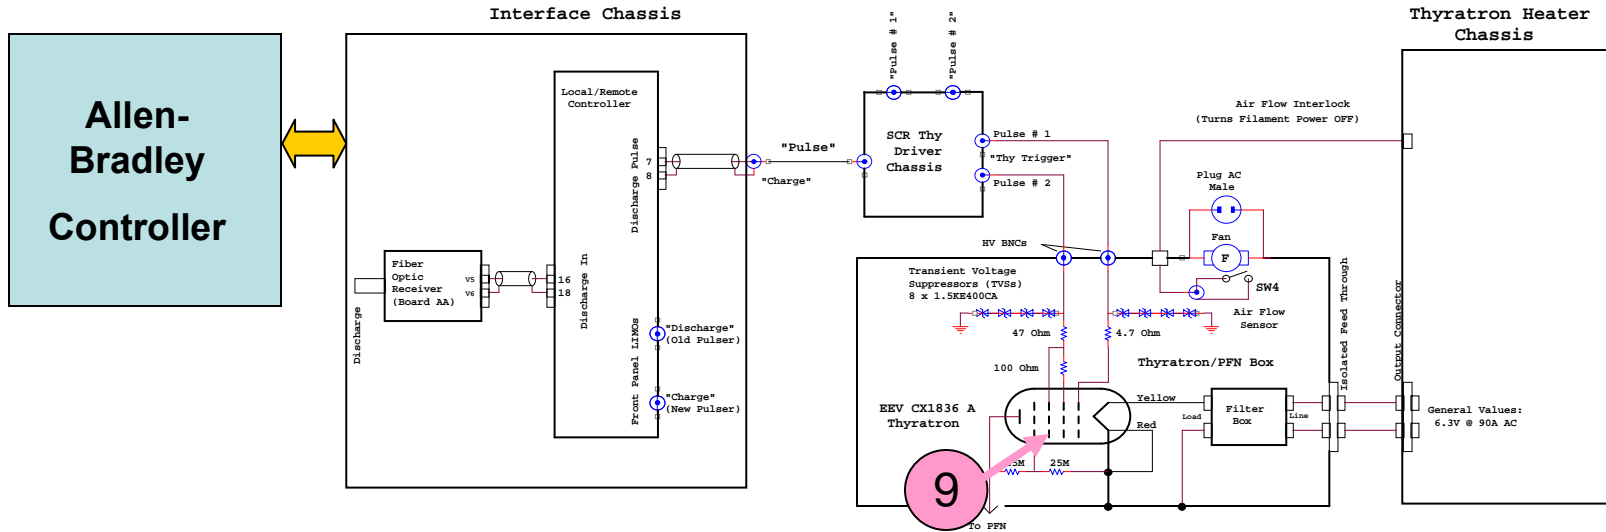 Interface Chassis
Thyratron Heater
Chassis
Allen-
Bradley
Controller
Local/Remote
Controller
Discharge Pulse
7
8
"Charge"
"Pulse"
Fiber
Optic
Receiver
(Board AA)
V5
V6
Discharge
16
18
Discharge In
Front Panel LIMOs
"Discharge"
(Old Pulser)
"Charge"
(New Pulser)
"Pulse # 1"
"Pulse # 2"
SCR Thy
Driver
Chassis
Pulse # 1
"Thy Trigger"
Pulse # 2
HV BNCs
Air Flow Interlock
(Turns Filament Power OFF)
Plug AC
Male
Fan
F
SW4
Air Flow
Sensor
Transient Voltage
Suppressors (TVSs)
8 x 1.5KE400CA
47 Ohm
4.7 Ohm
100 Ohm
Thyratron/PFN Box
EEV CX1836 A
Thyratron
Yellow
Red
Load
Filter
Box
Line
Isolated Feed Through
Output Connector
General Values:
6.3V @ 90A AC
25M
9
To PFN